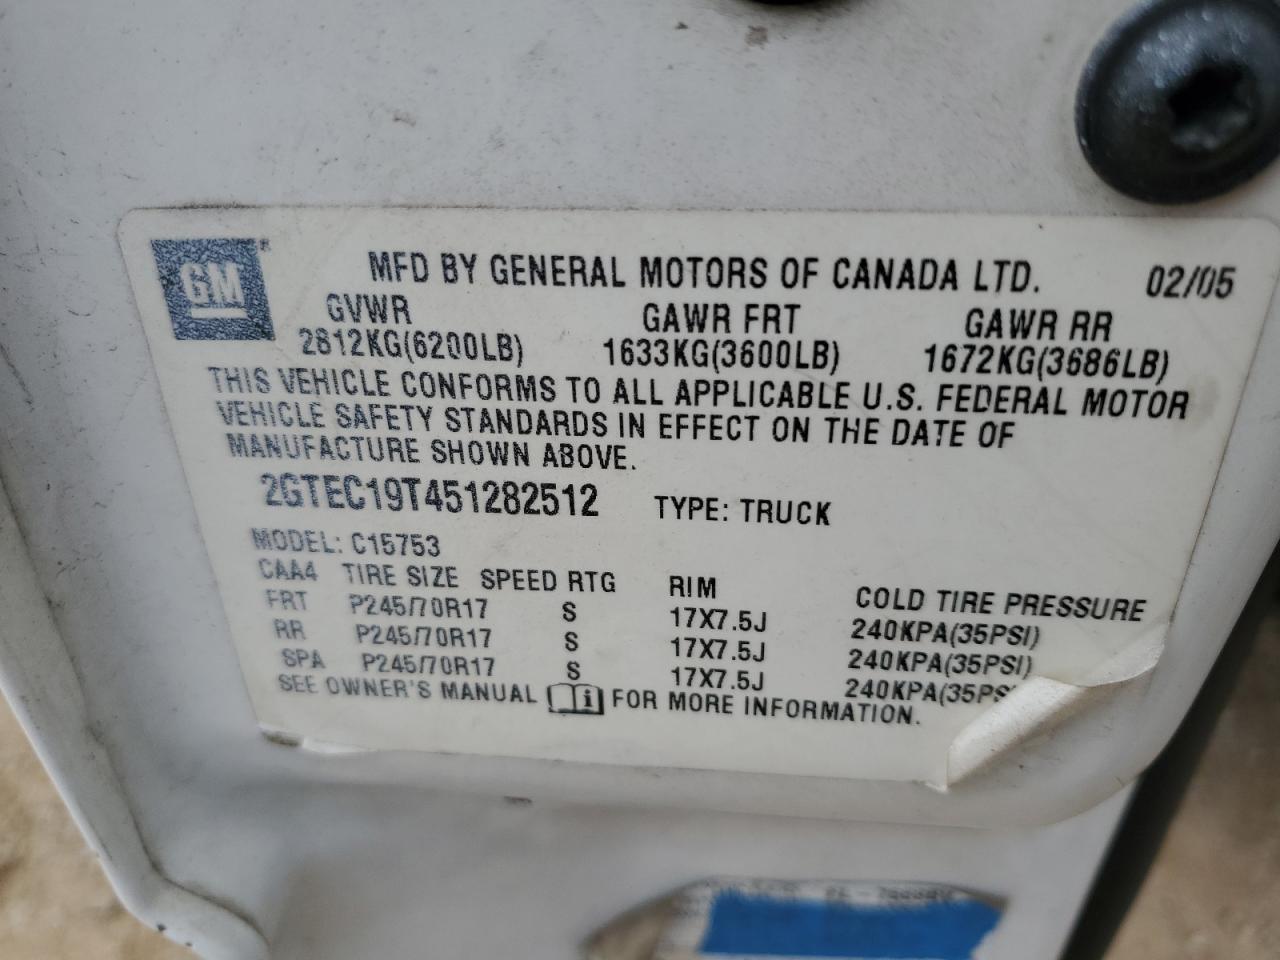 GM®
MFD BY GENERAL MOTORS OF CANADA LTD. 02/05
GVWR GAWR FRT GAWR RR
2812KG(6200LB) 1633KG(3600LB) 1672KG(3686LB)
THIS VEHICLE CONFORMS TO ALL APPLICABLE U.S. FEDERAL MOTOR
VEHICLE SAFETY STANDARDS IN EFFECT ON THE DATE OF
MANUFACTURE SHOWN ABOVE.
2GTEC19T451282512 TYPE: TRUCK
MODEL: C15753
CAA4 TIRE SIZE SPEED RTG RIM COLD TIRE PRESSURE
FRT P245/70R17 S 17X7.5J 240KPA(35PSI)
RR P245/70R17 S 17X7.5J 240KPA(35PSI)
SPA P245/70R17 S 17X7.5J 240KPA(35PS
SEE OWNER'S MANUAL i FOR MORE INFORMATION.